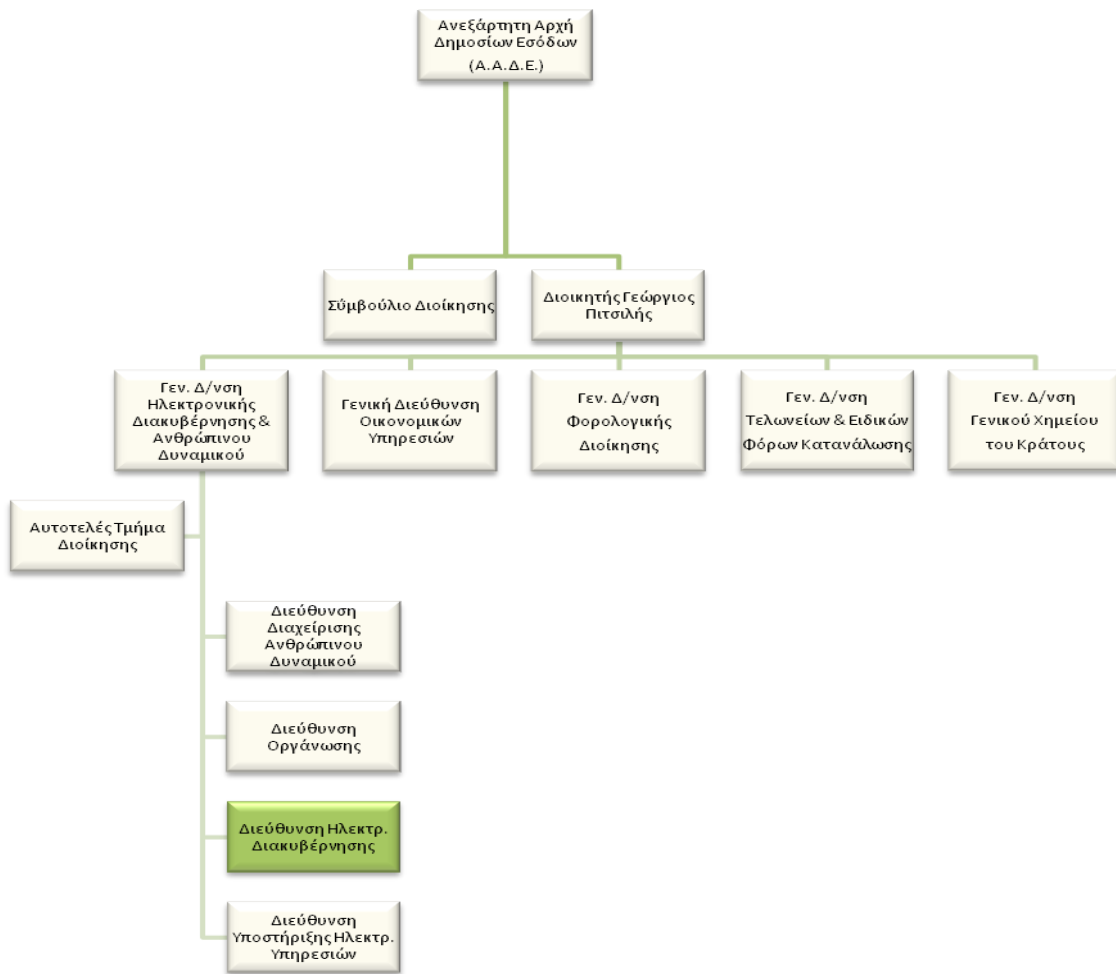 Ανεξάρτητη Αρχή
Δημοσίων Εσόδων
(Α.Α.Δ.Ε.)
Σΰμβούλιο Διοίκησης
Διοικητής Γεώργιος
Πιτσιλής
Γεν. Δ/νση
Ηλεκτρονικής
Διακυβέρνησης &
Ανθρώπινου
Δυναμικού
Γενική Διεύθυνση
Οικονομικών
Υπηρεσιών
Γεν. Δ/νση
Φορολογικής
Διοίκησης
Γεν. Δ/νση
Τελωνείων & Ειδικών
Φόρων Κατανάλωσης
Γεν. Δ/νση
Γενικού Χημείου
του Κράτους
Αυτοτελές Τμήμα
Διοίκησης
Διεύθυνση
Διαχείρισης
Ανθρώπινου
Δυναμικού
Διεύθυνση
Οργάνωσης
Διεύθυνση Ηλεκτρ.
Διακυβέρνησης
Διεύθυνση
Υποστήριξης Ηλεκτρ.
Υπηρεσιών